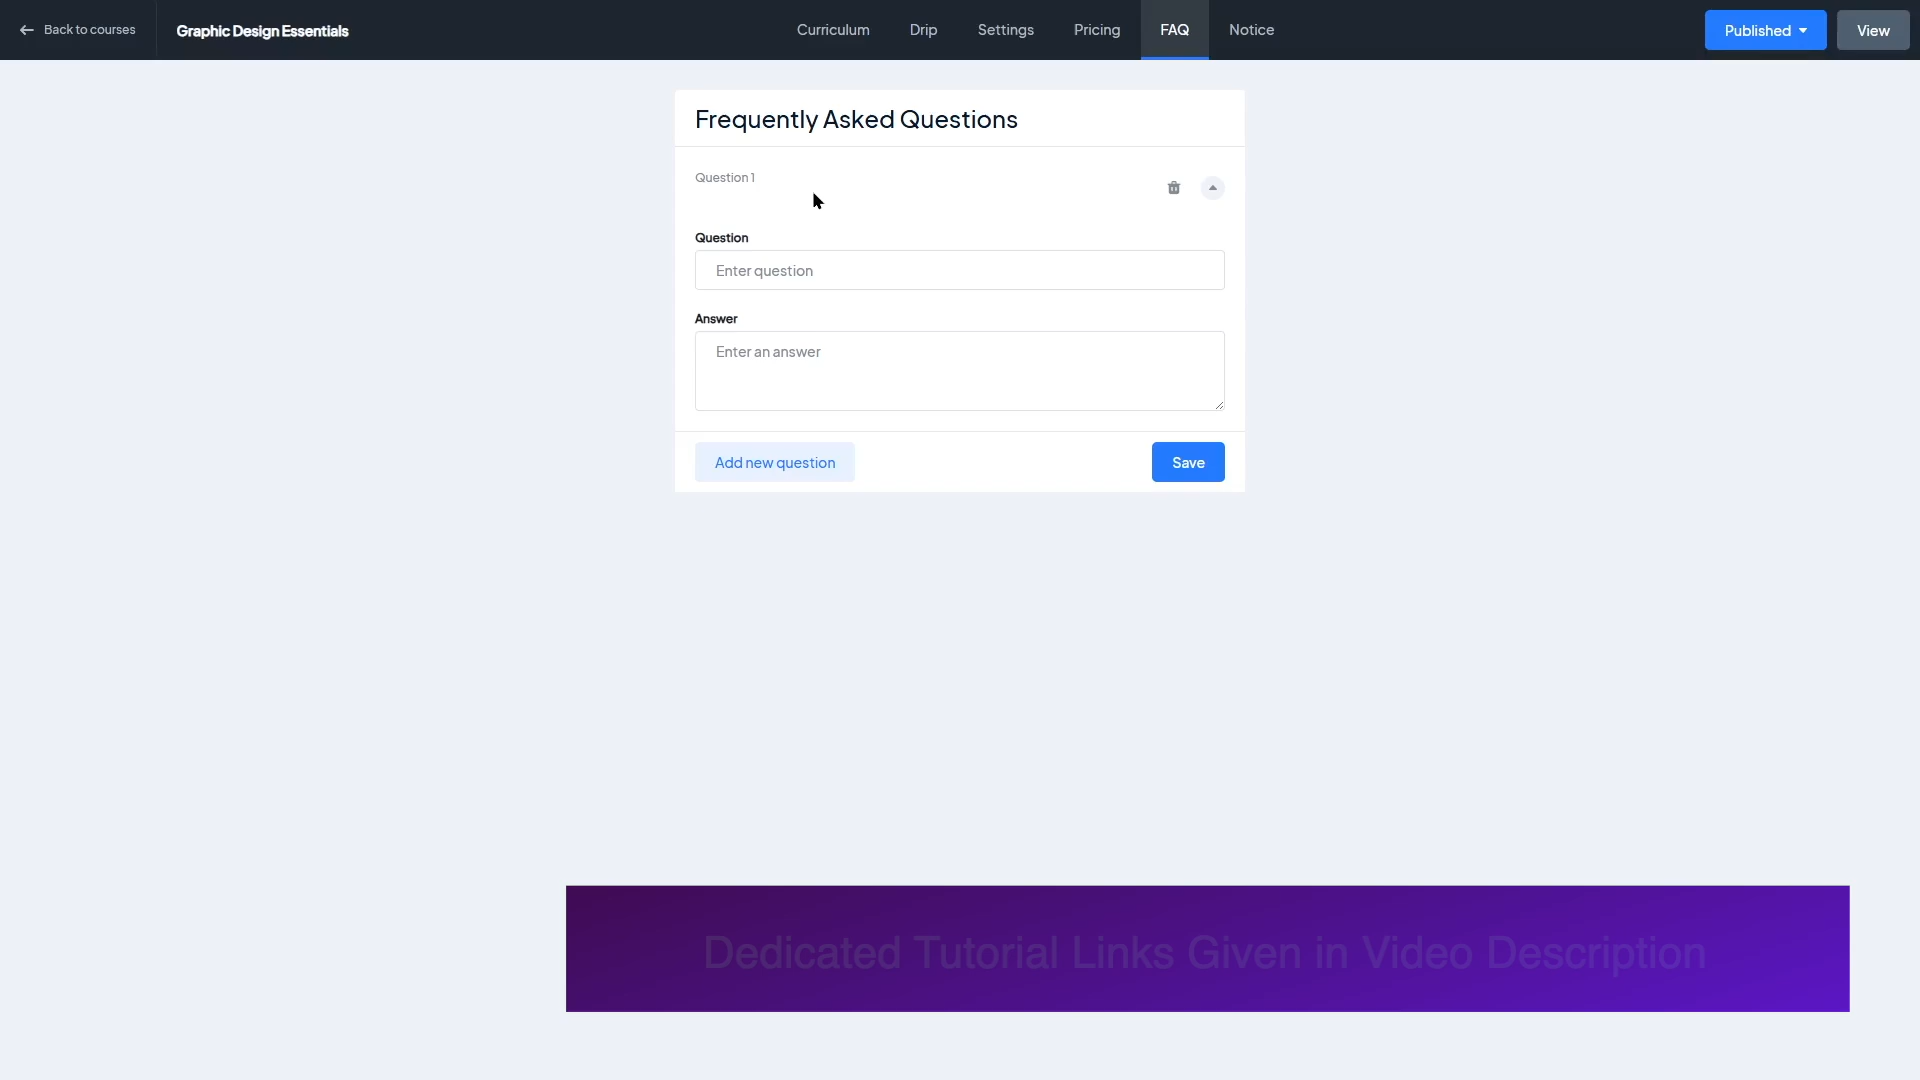 Back to courses
Graphic Design Essentials
Curriculum
Drip
Settings
Pricing
FAQ
Notice
Published
View
Frequently Asked Questions
Question 1
Question
Enter question
Answer
Enter an answer
Add new question
Save
Dedicated Tutorial Links Given in Video Description